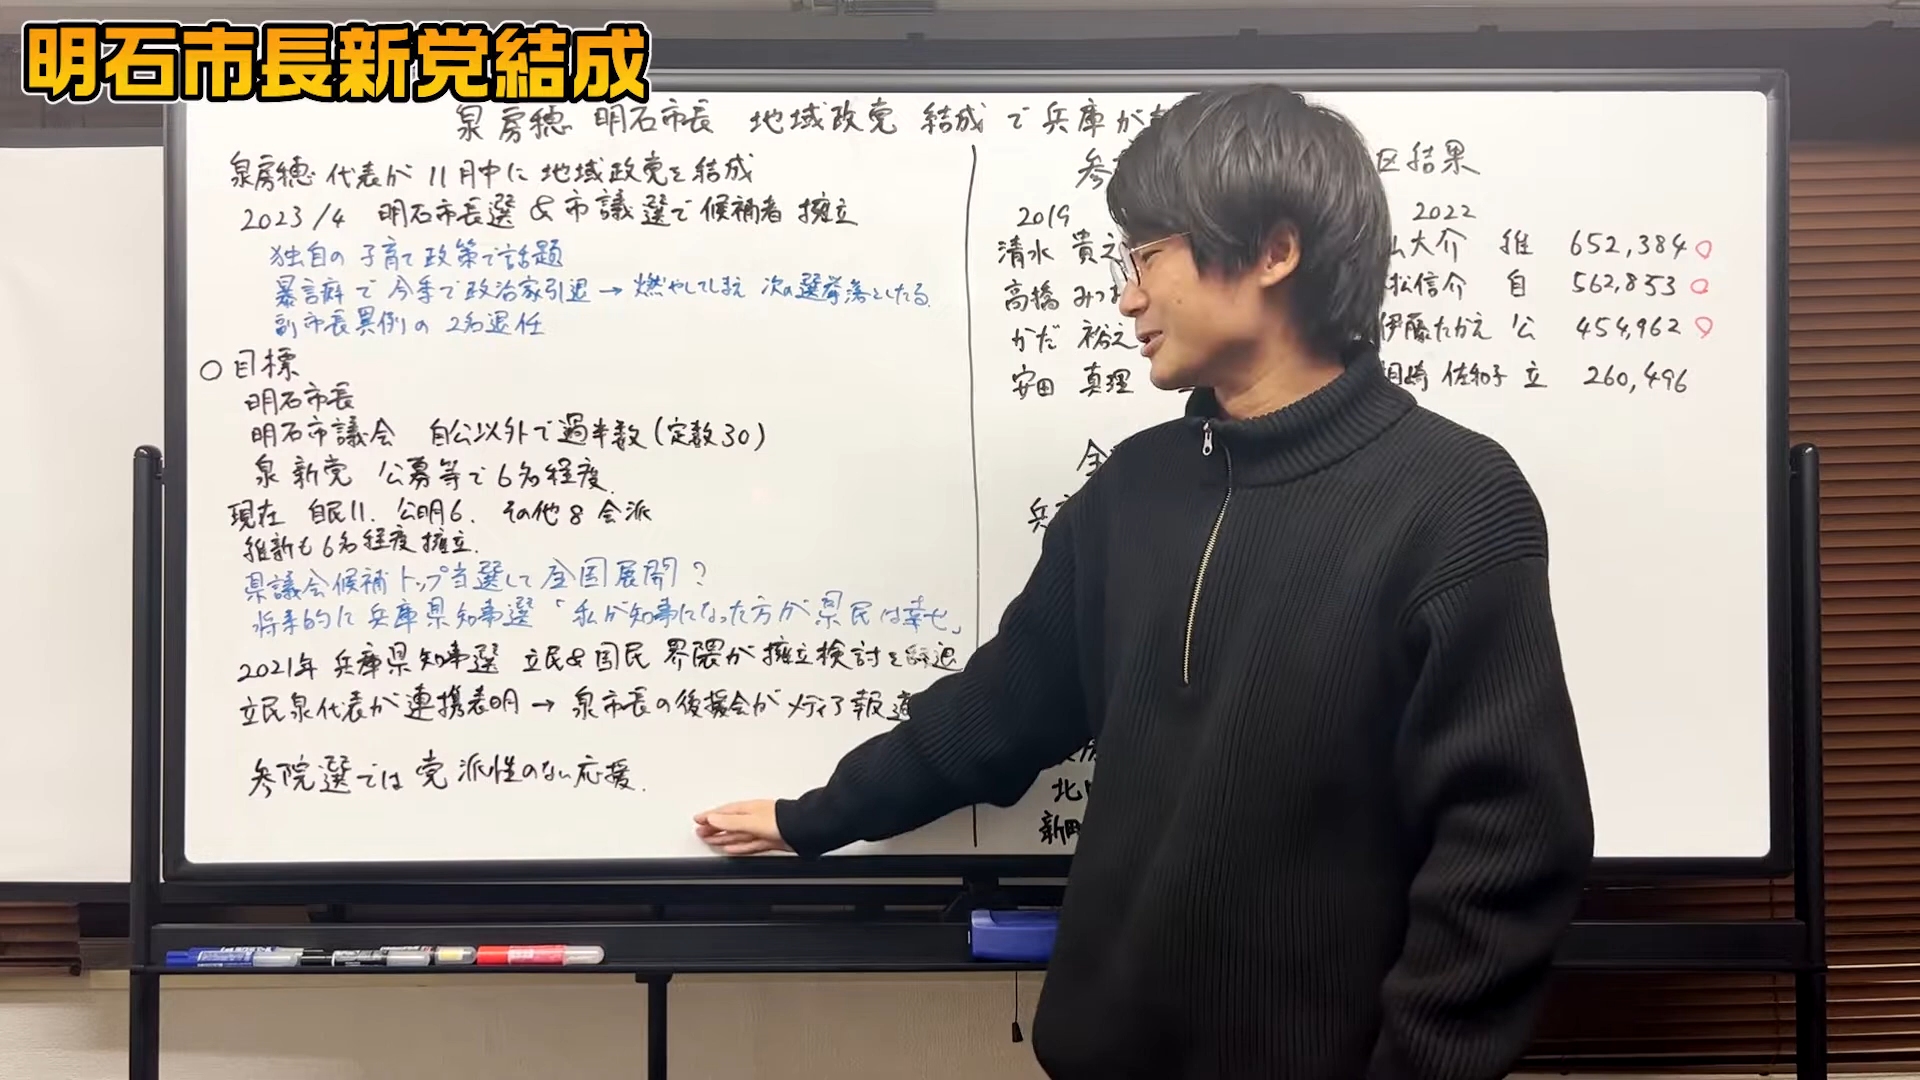 明石市長新党結成
泉房穂 明石市長 地域政党 結成 で 兵庫が
泉房穂 代表が 11月中に 地域政党を 結成
2023/4 明石市長選 & 市議選で 候補者 擁立
独自の 子育て政策で話題
暴言癖で 今季で政治家引退 → 燃やしてしまえ 次の選挙落としたる.
副市長異例の 2名退任
○目標
明石市長
明石市議会 自公以外で過半数(定数30)
泉 新党 公募等で6名程度.
現在 自民11. 公明6. その他8 会派
維新も6名程度擁立.
県議会候補トップ当選して全国展開?
将来的に 兵庫県知事選「私が知事になった方が 県民は幸せ」
2021年 兵庫県知事選 立民&国民 界隈が擁立検討を辞退
立民泉代表が連携表明 → 泉市長の後援会がメディア報道
参院選では党派性のない応援.
区結果
2019
清水 貴之
高橋 みつお
かだ 裕之
安田 真理
2022
大介 維 652,384
松信介 自 562,853
伊藤たかえ 公 454,962
相崎 佐和子 立 260,496